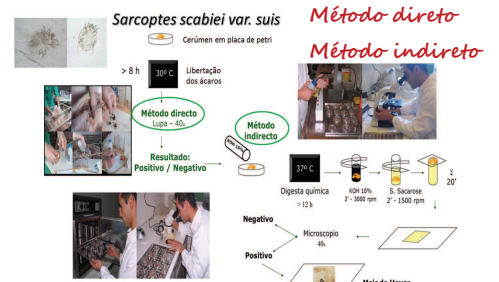 Sarcoptes scabiei var. suis
Método direto
Método indireto
Cerúmen em placa de petri
> 8 h
30º C
Libertação
dos ácaros
Método directo
Lupa – 40x
Método
indirecto
KOH 10%
Resultado:
Positivo / Negativo
37º C
Digesta química
> 12 h
KOH 10%
3' - 3000 rpm
S. Sacarose
2' - 1500 rpm
20'
Negativo
Microscopio
40x
Positivo